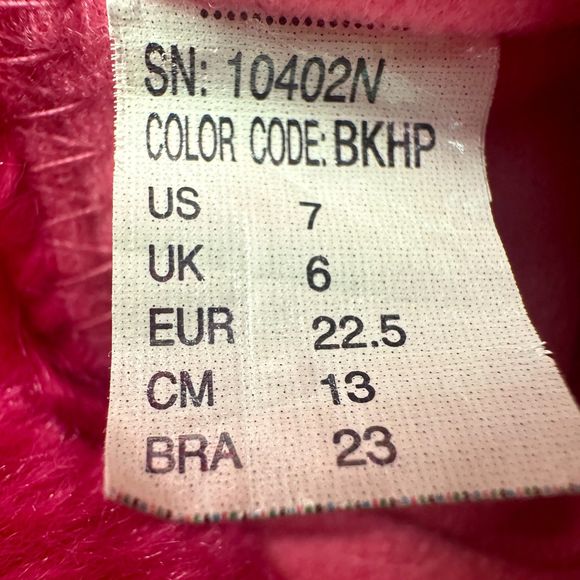 SN: 10402N
COLOR CODE: BKHP
US 7
UK 6
EUR 22.5
CM 13
BRA 23